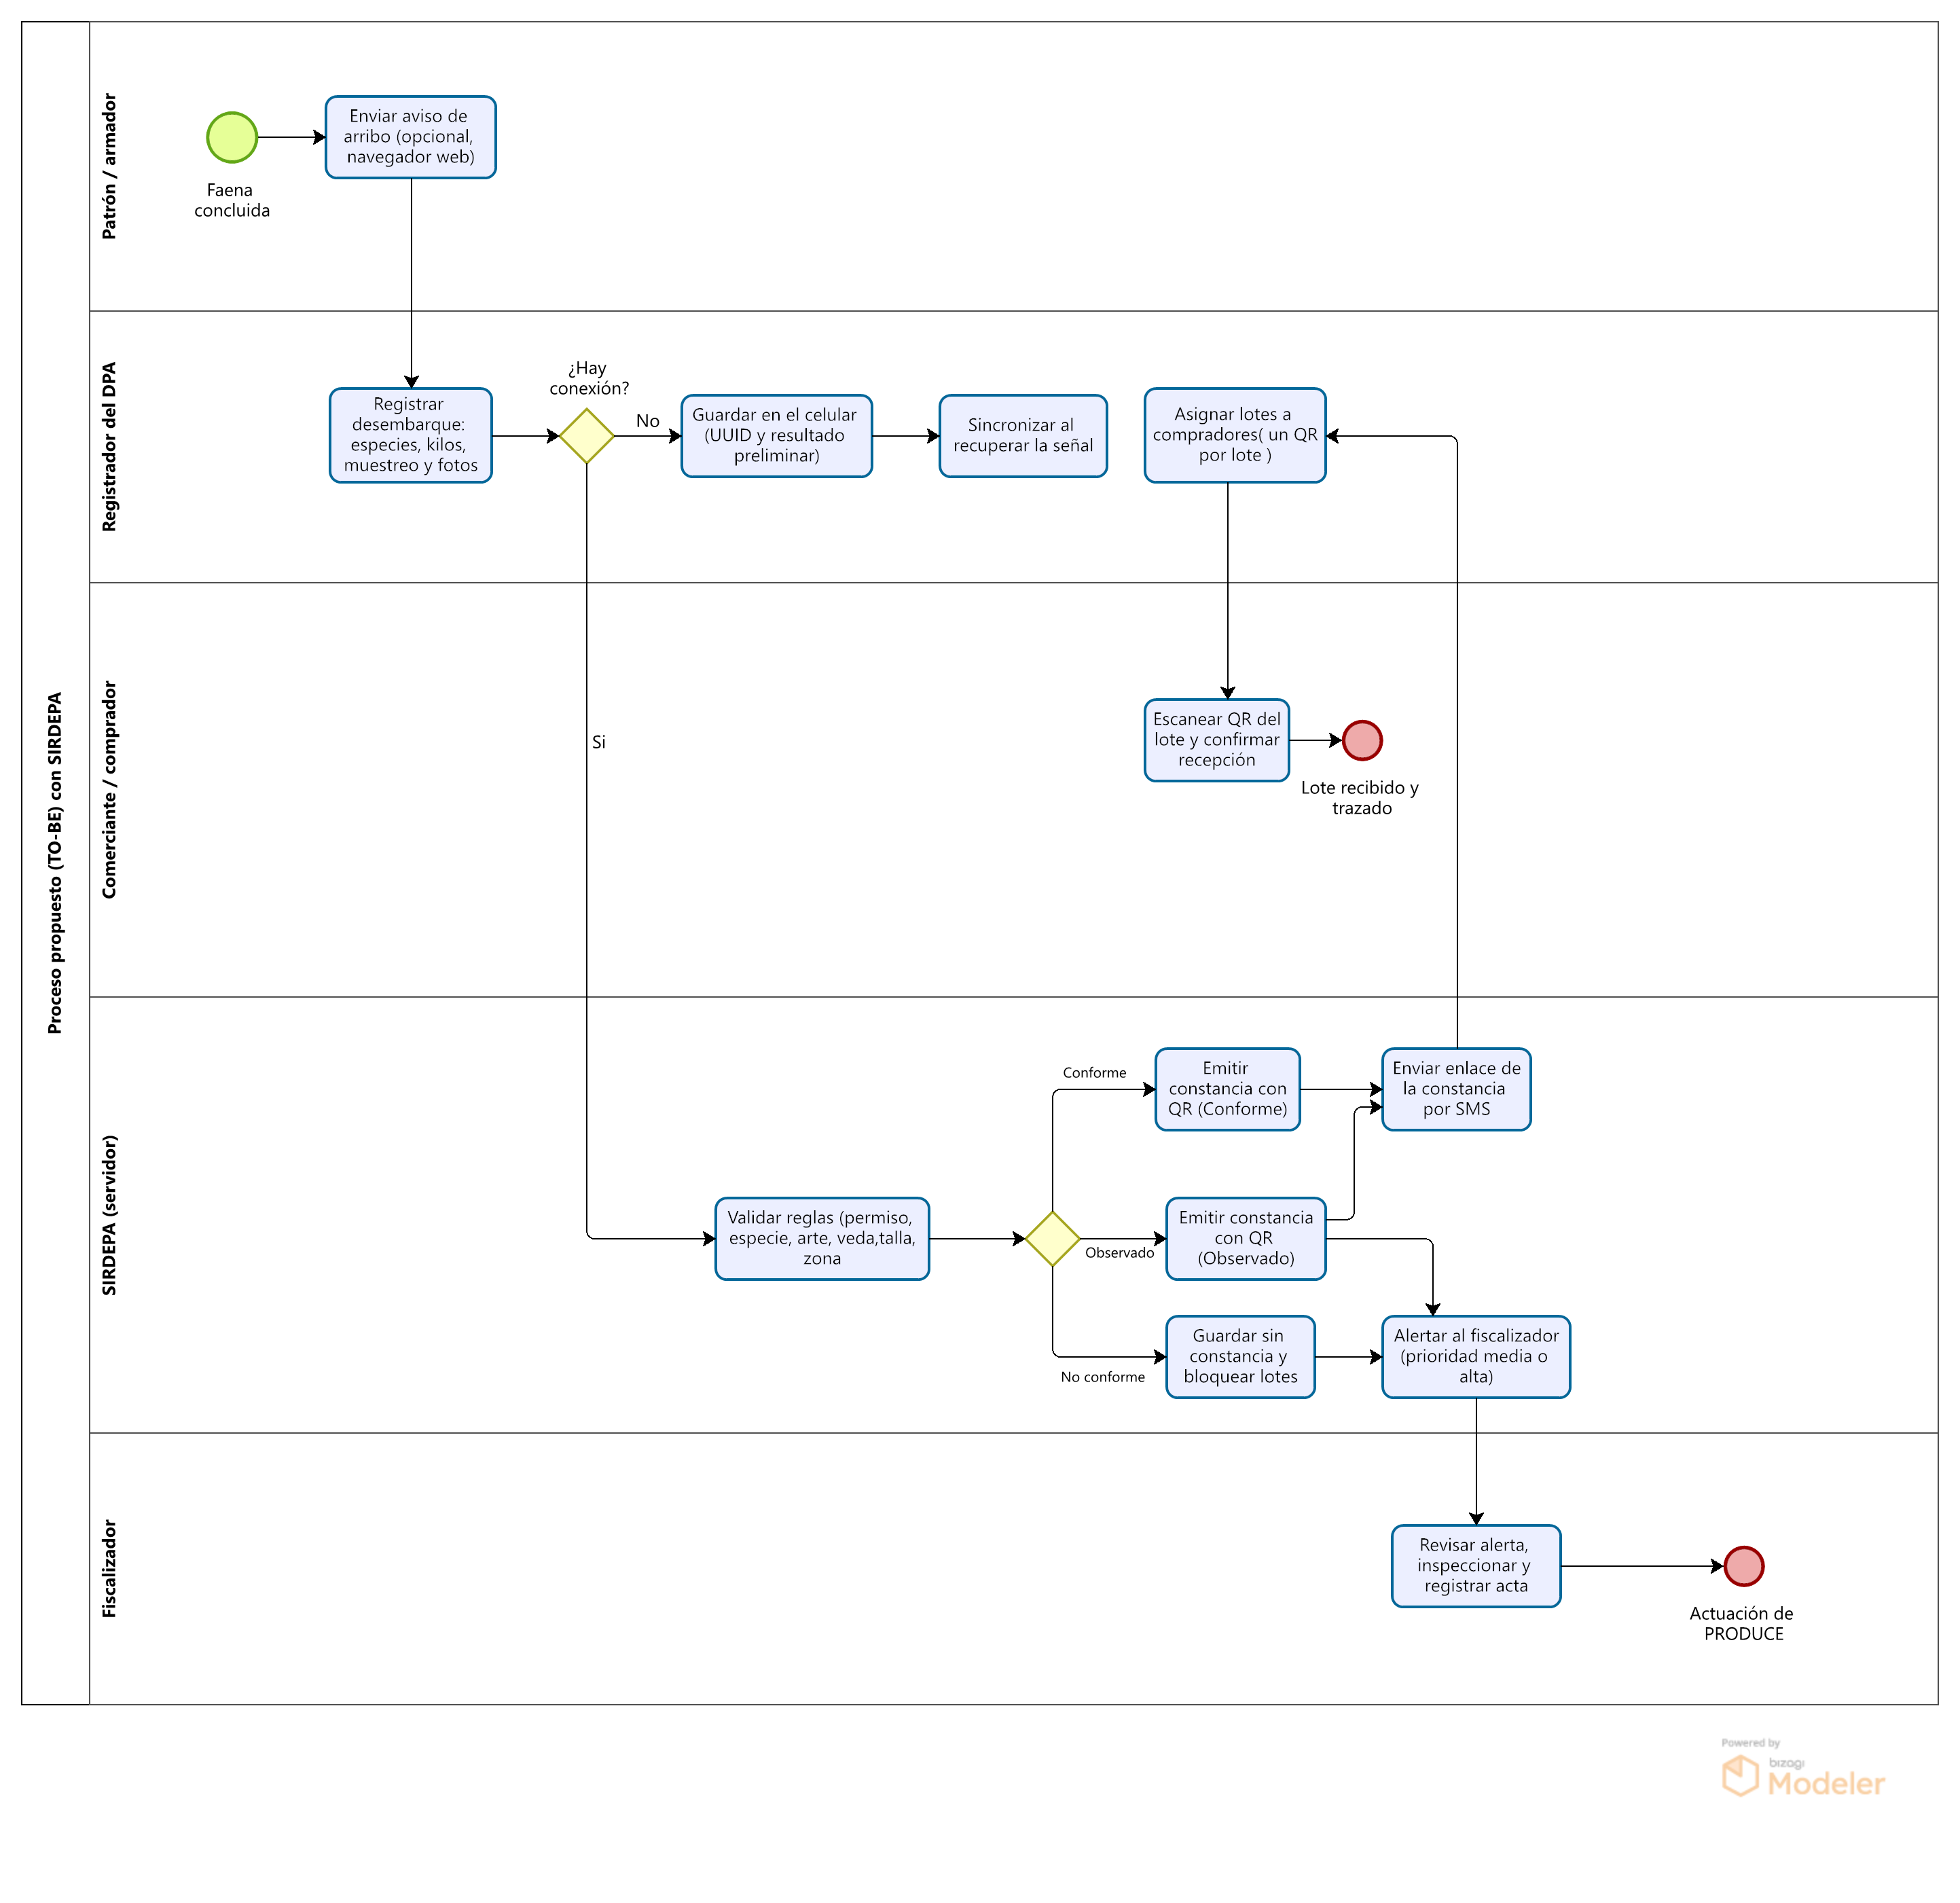 Proceso propuesto (TO-BE) con SIRDEPA
Patrón / armador
Faena
concluida
Enviar aviso de
arribo (opcional,
navegador web)
Registrador del DPA
Registrar
desembarque:
especies, kilos,
muestreo y fotos
¿Hay
conexión?
No
Guardar en el celular
(UUID y resultado
preliminar)
Sincronizar al
recuperar la señal
Asignar lotes a
compradores( un QR
por lote )
Comerciante / comprador
Si
Escanear QR del
lote y confirmar
recepción
Lote recibido y
trazado
SIRDEPA (servidor)
Validar reglas (permiso,
especie, arte, veda,talla,
zona
Conforme
Emitir
constancia con
QR (Conforme)
Enviar enlace de
la constancia
por SMS
Observado
Emitir constancia
con QR
(Observado)
No conforme
Guardar sin
constancia y
bloquear lotes
Alertar al fiscalizador
(prioridad media o
alta)
Fiscalizador
Revisar alerta,
inspeccionar y
registrar acta
Actuación de
PRODUCE
Powered by
bizagi
Modeler